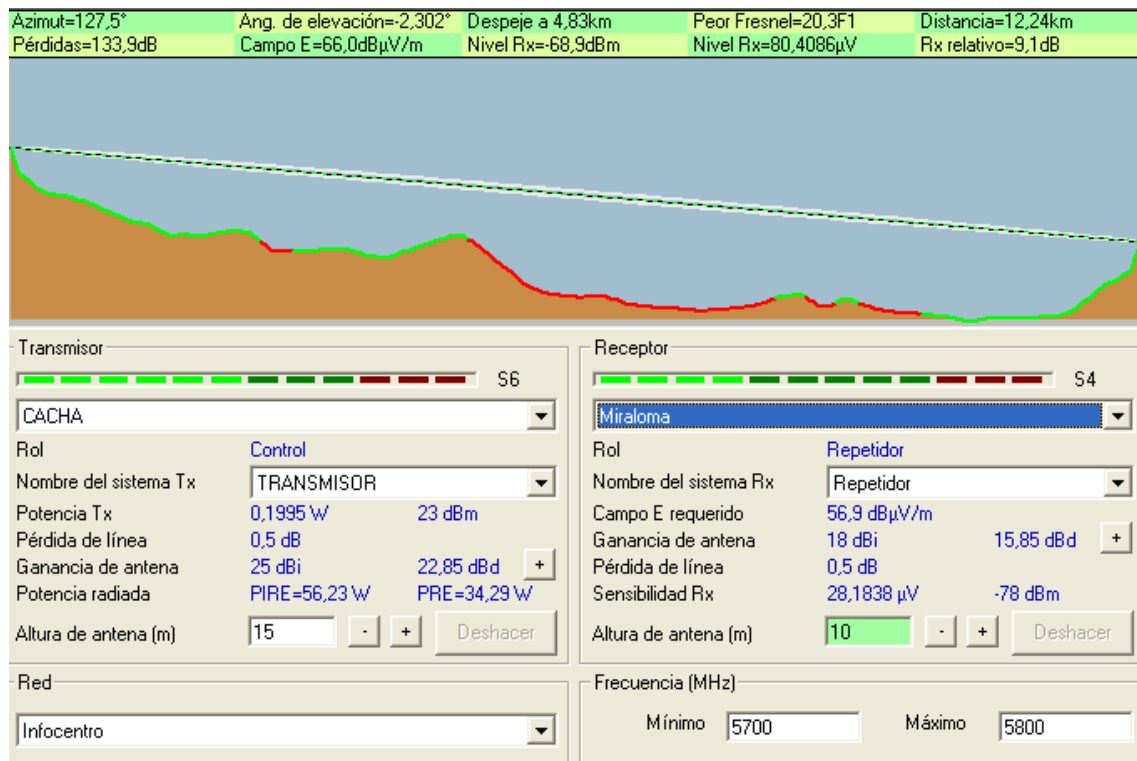 Azimut=127,5° Ang. de elevación=-2,302° Despeje a 4,83km Peor Fresnel=20,3F1 Distancia=12,24km
Pérdidas=133,9dB Campo E=66,0dBµV/m Nivel Rx=-68,9dBm Nivel Rx=80,4086µV Rx relativo=9,1dB
Transmisor
S6
CACHA
Rol Control
Nombre del sistema Tx TRANSMISOR
Potencia Tx 0,1995 W 23 dBm
Pérdida de línea 0,5 dB
Ganancia de antena 25 dBi 22,85 dBd +
Potencia radiada PIRE=56,23 W PRE=34,29 W
Altura de antena (m) 15 - + Deshacer
Receptor
S4
Miraloma
Rol Repetidor
Nombre del sistema Rx Repetidor
Campo E requerido 56,9 dBµV/m
Ganancia de antena 18 dBi 15,85 dBd +
Pérdida de línea 0,5 dB
Sensibilidad Rx 28,1838 µV -78 dBm
Altura de antena (m) 10 - + Deshacer
Red
Infocentro
Frecuencia (MHz)
Mínimo 5700 Máximo 5800